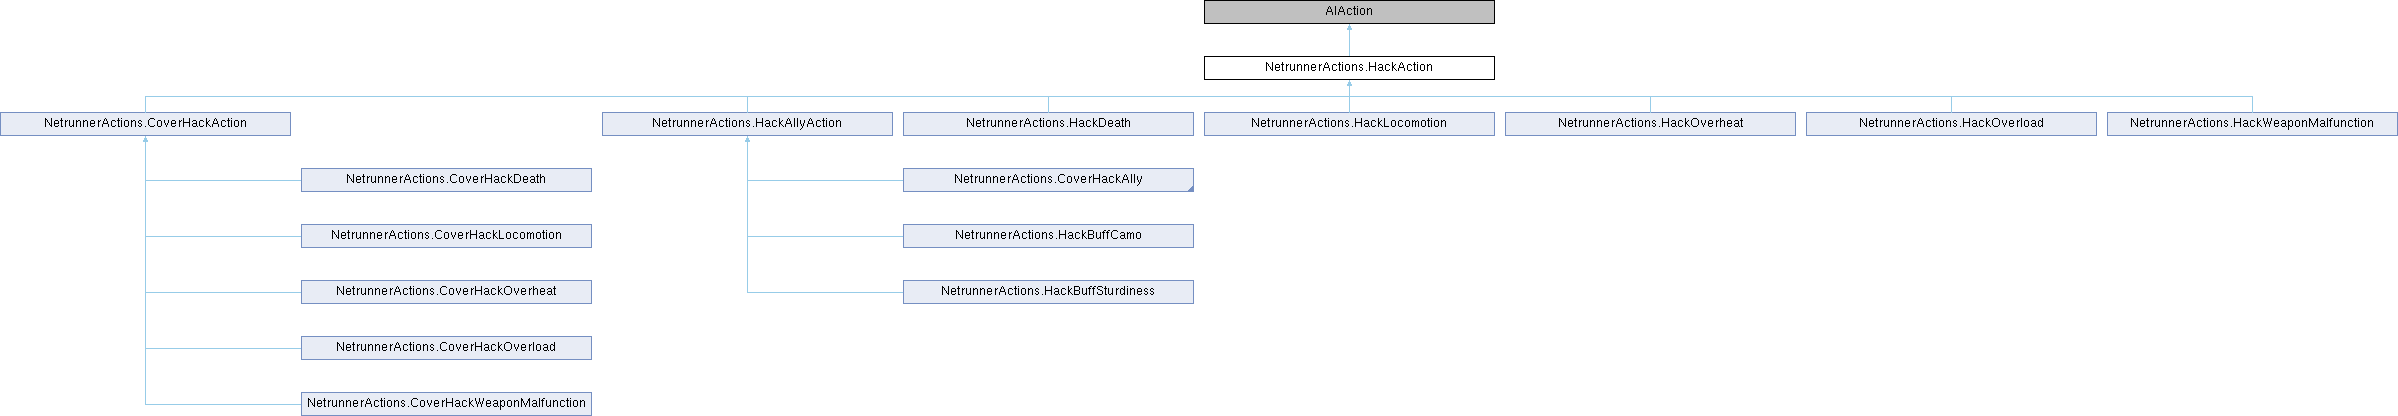 AIAction
NetrunnerActions.HackAction
NetrunnerActions.CoverHackAction
NetrunnerActions.HackAllyAction
NetrunnerActions.HackDeath
NetrunnerActions.HackLocomotion
NetrunnerActions.HackOverheat
NetrunnerActions.HackOverload
NetrunnerActions.HackWeaponMalfunction
NetrunnerActions.CoverHackDeath
NetrunnerActions.CoverHackAlly
NetrunnerActions.CoverHackLocomotion
NetrunnerActions.HackBuffCamo
NetrunnerActions.CoverHackOverheat
NetrunnerActions.HackBuffSturdiness
NetrunnerActions.CoverHackOverload
NetrunnerActions.CoverHackWeaponMalfunction